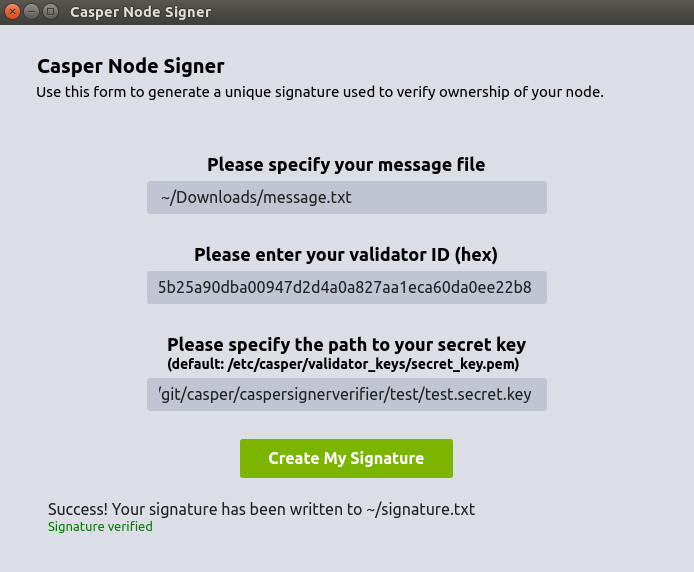 Casper Node Signer
Casper Node Signer
Use this form to generate a unique signature used to verify ownership of your node.
Please specify your message file
~/Downloads/message.txt
Please enter your validator ID (hex)
5b25a90dba00947d2d4a0a827aa1eca60da0ee22b8
Please specify the path to your secret key
(default: /etc/casper/validator_keys/secret_key.pem)
/git/casper/caspersignerverifier/test/test.secret.key
Create My Signature
Success! Your signature has been written to ~/signature.txt
Signature verified